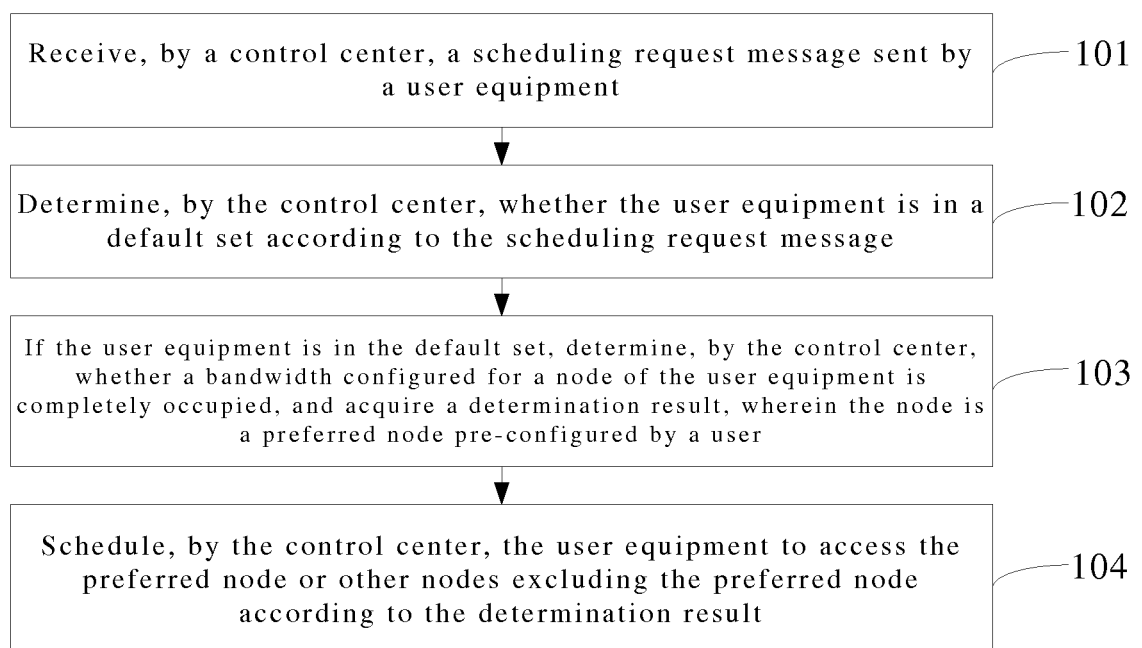 Receive, by a control center, a scheduling request message sent by
a user equipment
101
Determine, by the control center, whether the user equipment is in a
default set according to the scheduling request message
102
If the user equipment is in the default set, determine, by the control center,
whether a bandwidth configured for a node of the user equipment is
completely occupied, and acquire a determination result, wherein the node is
a preferred node pre-configured by a user
103
Schedule, by the control center, the user equipment to access the
preferred node or other nodes excluding the preferred node
according to the determination result
104